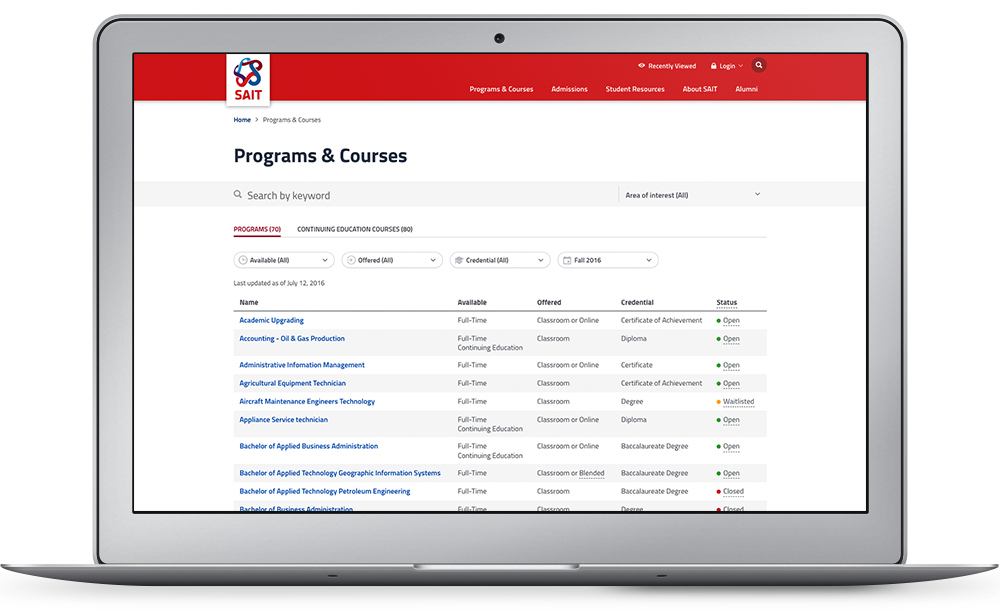 Recently Viewed Login
SAIT
Programs & Courses Admissions Student Resources About SAIT Alumni
Home > Programs & Courses
Programs & Courses
Search by keyword Area of interest (All)
PROGRAMS (70) CONTINUING EDUCATION COURSES (80)
Available (All) Offered (All) Credential (All) Fall 2016
Last updated as of July 12, 2016
Name Available Offered Credential Status
Academic Upgrading Full-Time Classroom or Online Certificate of Achievement Open
Accounting - Oil & Gas Production Full-Time Classroom Diploma Open
Continuing Education
Administrative Infomation Management Full-Time Classroom or Online Certificate Open
Agricultural Equipment Technician Full-Time Classroom Certificate of Achievement Open
Aircraft Maintenance Engineers Technology Full-Time Classroom Degree Waitlisted
Appliance Service technician Full-Time Classroom or Online Diploma Open
Continuing Education
Bachelor of Applied Business Administration Full-Time Classroom or Online Baccalaureate Degree Open
Continuing Education
Bachelor of Applied Technology Geographic Information Systems Full-Time Classroom or Blended Baccalaureate Degree Open
Bachelor of Applied Technology Petroleum Engineering Full-Time Classroom Baccalaureate Degree Closed
Bachelor of Business Administration Full-Time Classroom Degree Closed